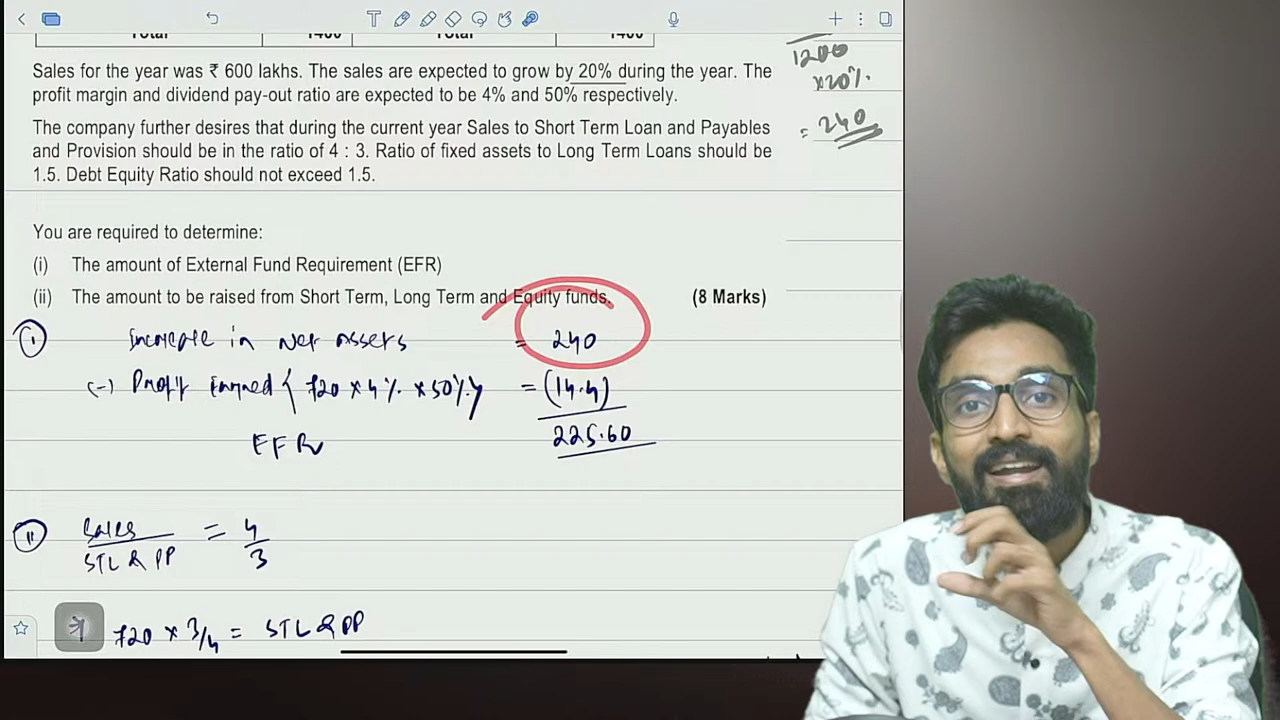 Total 1400 Total 1400
Sales for the year was ₹ 600 lakhs. The sales are expected to grow by 20% during the year. The
profit margin and dividend pay-out ratio are expected to be 4% and 50% respectively.
The company further desires that during the current year Sales to Short Term Loan and Payables
and Provision should be in the ratio of 4 : 3. Ratio of fixed assets to Long Term Loans should be
1.5. Debt Equity Ratio should not exceed 1.5.
1200
x20%
= 240
You are required to determine:
(i) The amount of External Fund Requirement (EFR)
(ii) The amount to be raised from Short Term, Long Term and Equity funds. (8 Marks)
(i) Increase in Net assets = 240
(-) Profit Earned { 720 x 4% x 50% } = (14.4)
EFR 225.60
(ii) Sales / STL & PP = 4/3
720 x 3/4 = STL & PP